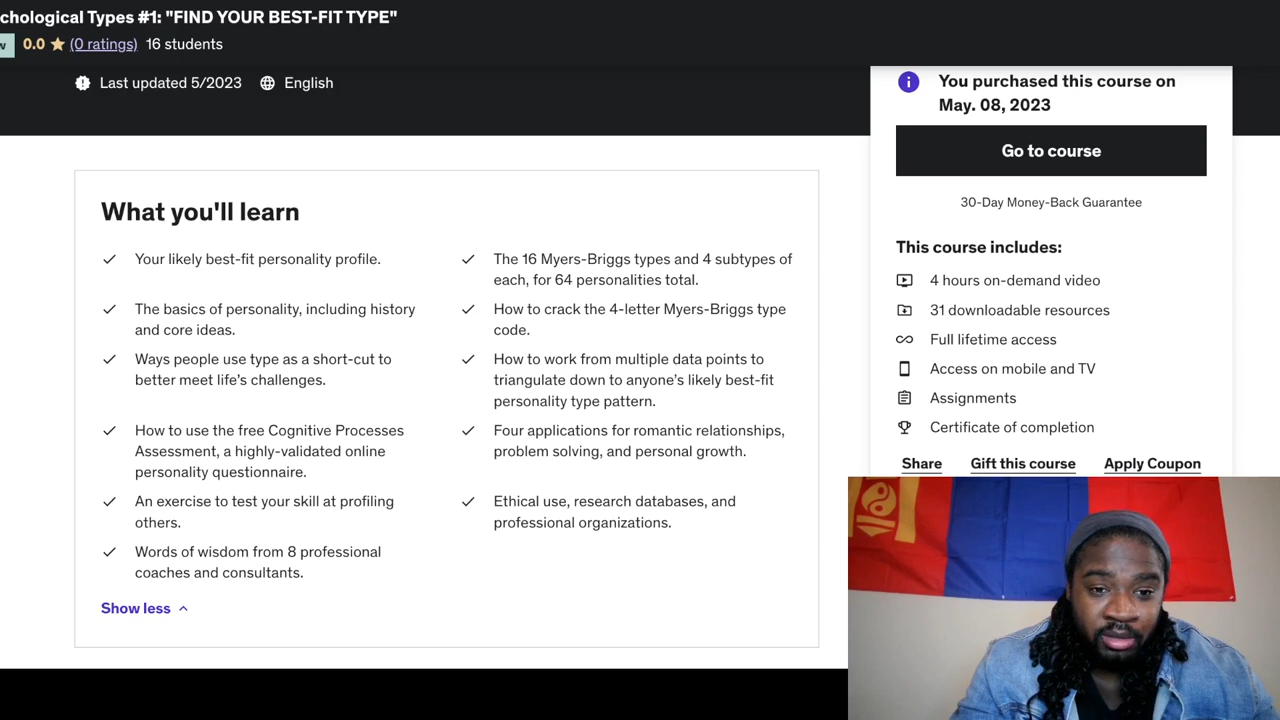 chological Types #1: "FIND YOUR BEST-FIT TYPE"
w 0.0 (0 ratings) 16 students
Last updated 5/2023 English
You purchased this course on
May. 08, 2023
Go to course
30-Day Money-Back Guarantee
This course includes:
4 hours on-demand video
31 downloadable resources
Full lifetime access
Access on mobile and TV
Assignments
Certificate of completion
Share Gift this course Apply Coupon
What you'll learn
Your likely best-fit personality profile.
The basics of personality, including history
and core ideas.
Ways people use type as a short-cut to
better meet life's challenges.
How to use the free Cognitive Processes
Assessment, a highly-validated online
personality questionnaire.
An exercise to test your skill at profiling
others.
Words of wisdom from 8 professional
coaches and consultants.
The 16 Myers-Briggs types and 4 subtypes of
each, for 64 personalities total.
How to crack the 4-letter Myers-Briggs type
code.
How to work from multiple data points to
triangulate down to anyone's likely best-fit
personality type pattern.
Four applications for romantic relationships,
problem solving, and personal growth.
Ethical use, research databases, and
professional organizations.
Show less